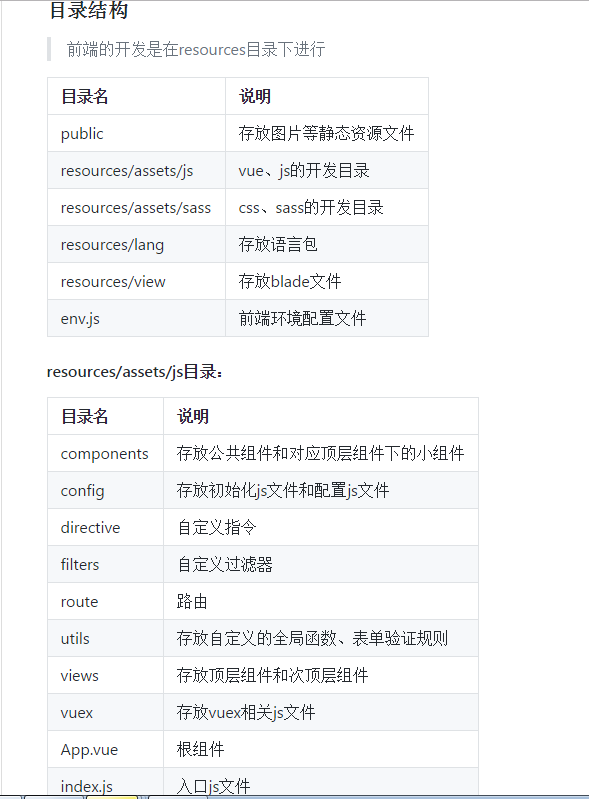 目录结构
前端的开发是在resources目录下进行
目录名 说明
public 存放图片等静态资源文件
resources/assets/js vue、js的开发目录
resources/assets/sass css、sass的开发目录
resources/lang 存放语言包
resources/view 存放blade文件
env.js 前端环境配置文件
resources/assets/js目录：
目录名 说明
components 存放公共组件和对应顶层组件下的小组件
config 存放初始化js文件和配置js文件
directive 自定义指令
filters 自定义过滤器
route 路由
utils 存放自定义的全局函数、表单验证规则
views 存放顶层组件和次顶层组件
vuex 存放vuex相关js文件
App.vue 根组件
index.js 入口js文件